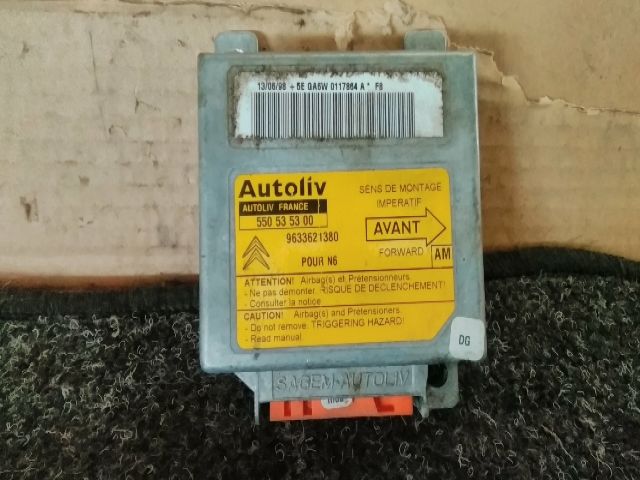 13/06/98 + 5E GA6W 0117864 A * F8
Autoliv
AUTOLIV FRANCE
550 53 53 00
9633621380
POUR N6
SENS DE MONTAGE
IMPERATIF
AVANT
FORWARD
AM
ATTENTION! Airbag(s) et Prétensionneurs.
- Ne pas démonter. RISQUE DE DECLENCHEMENT!
- Consulter la notice
CAUTION! Airbag(s) and Pretensioners.
- Do not remove. TRIGGERING HAZARD!
- Read manual.
DG
SAGEM-AUTOLIV